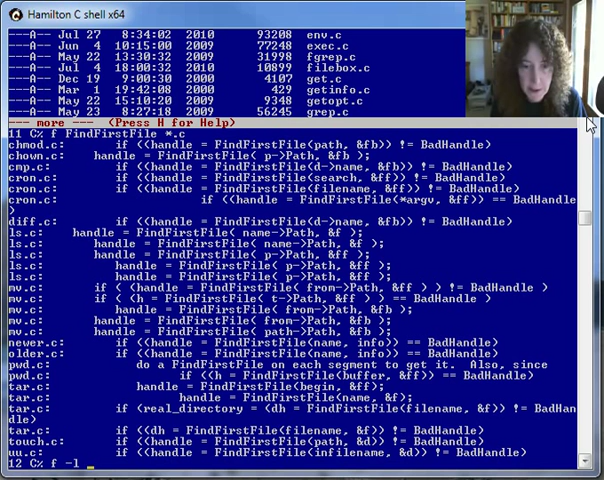 Hamilton C shell x64
---A-- Jul 27 8:34:02 2010 93208 env.c
---A-- Jun 4 10:15:00 2009 77248 exec.c
---A-- May 22 13:30:32 2009 31998 fgrep.c
---A-- Jul 4 18:00:32 2010 10899 filebox.c
---A-- Dec 19 9:00:30 2000 4107 get.c
---A-- Mar 1 19:42:08 2000 429 getinfo.c
---A-- May 22 15:10:20 2009 9348 getopt.c
---A-- May 23 8:27:18 2009 56245 grep.c
--- more --- (Press H for Help)
11 C% f FindFirstFile *.c
chmod.c: if ((handle = FindFirstFile(path, &fb)) != BadHandle)
chown.c: handle = FindFirstFile( p->Path, &fb );
cmp.c: if ((handle = FindFirstFile(d->name, &fb)) != BadHandle)
cron.c: if ((handle = FindFirstFile(search, &ff)) != BadHandle)
cron.c: if ((handle = FindFirstFile(filename, &ff)) != BadHandle)
cron.c: if ((handle = FindFirstFile(*argv, &ff)) == BadHandle
)
diff.c: if ((handle = FindFirstFile(d->name, &fb)) != BadHandle)
ls.c: handle = FindFirstFile( name->Path, &f );
ls.c: handle = FindFirstFile( name->Path, &f );
ls.c: handle = FindFirstFile( p->Path, &ff );
ls.c: handle = FindFirstFile( p->Path, &ff );
ls.c: handle = FindFirstFile( p->Path, &ff );
mv.c: if ( ( handle = FindFirstFile( from->Path, &ff ) ) != BadHandle )
mv.c: if ( ( h = FindFirstFile( t->Path, &ff ) ) == BadHandle )
mv.c: handle = FindFirstFile( from->Path, &fb );
mv.c: handle = FindFirstFile( from->Path, &fb );
mv.c: handle = FindFirstFile( path->Path, &fb );
newer.c: if ((handle = FindFirstFile(name, info)) == BadHandle)
older.c: if ((handle = FindFirstFile(name, info)) == BadHandle)
pwd.c: do a FindFirstFile on each segment to get it. Also, since
pwd.c: if ((h = FindFirstFile(buffer, &ff)) == BadHandle)
tar.c: handle = FindFirstFile(begin, &ff);
tar.c: handle = FindFirstFile(name, &f);
tar.c: if (real_directory = (dh = FindFirstFile(filename, &f)) != BadHan
dle)
tar.c: if ((dh = FindFirstFile(filename, &f)) != BadHandle)
touch.c: if ((handle = FindFirstFile(path, &d)) != BadHandle)
uu.c: if ((handle = FindFirstFile(infilename, &d)) != BadHandle)
12 C% f -l _